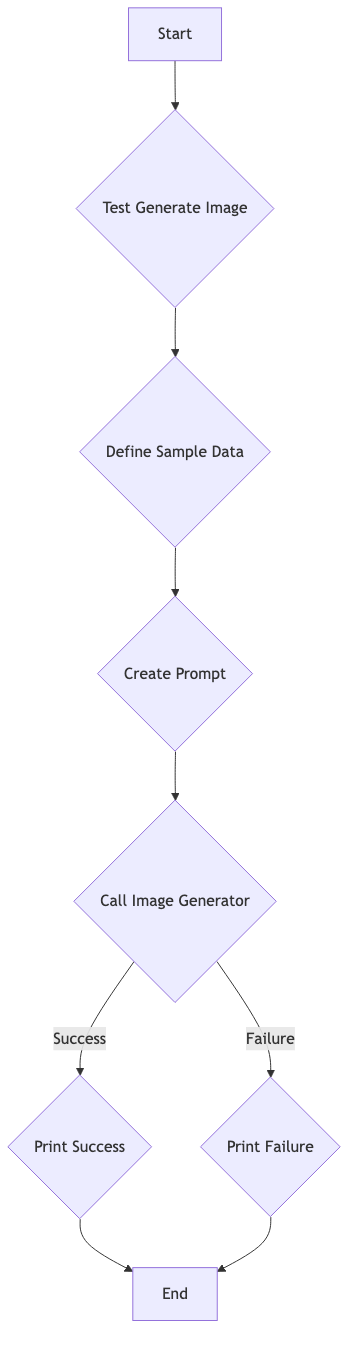 Start
Test Generate Image
Define Sample Data
Create Prompt
Call Image Generator
Success
Failure
Print Success
Print Failure
End